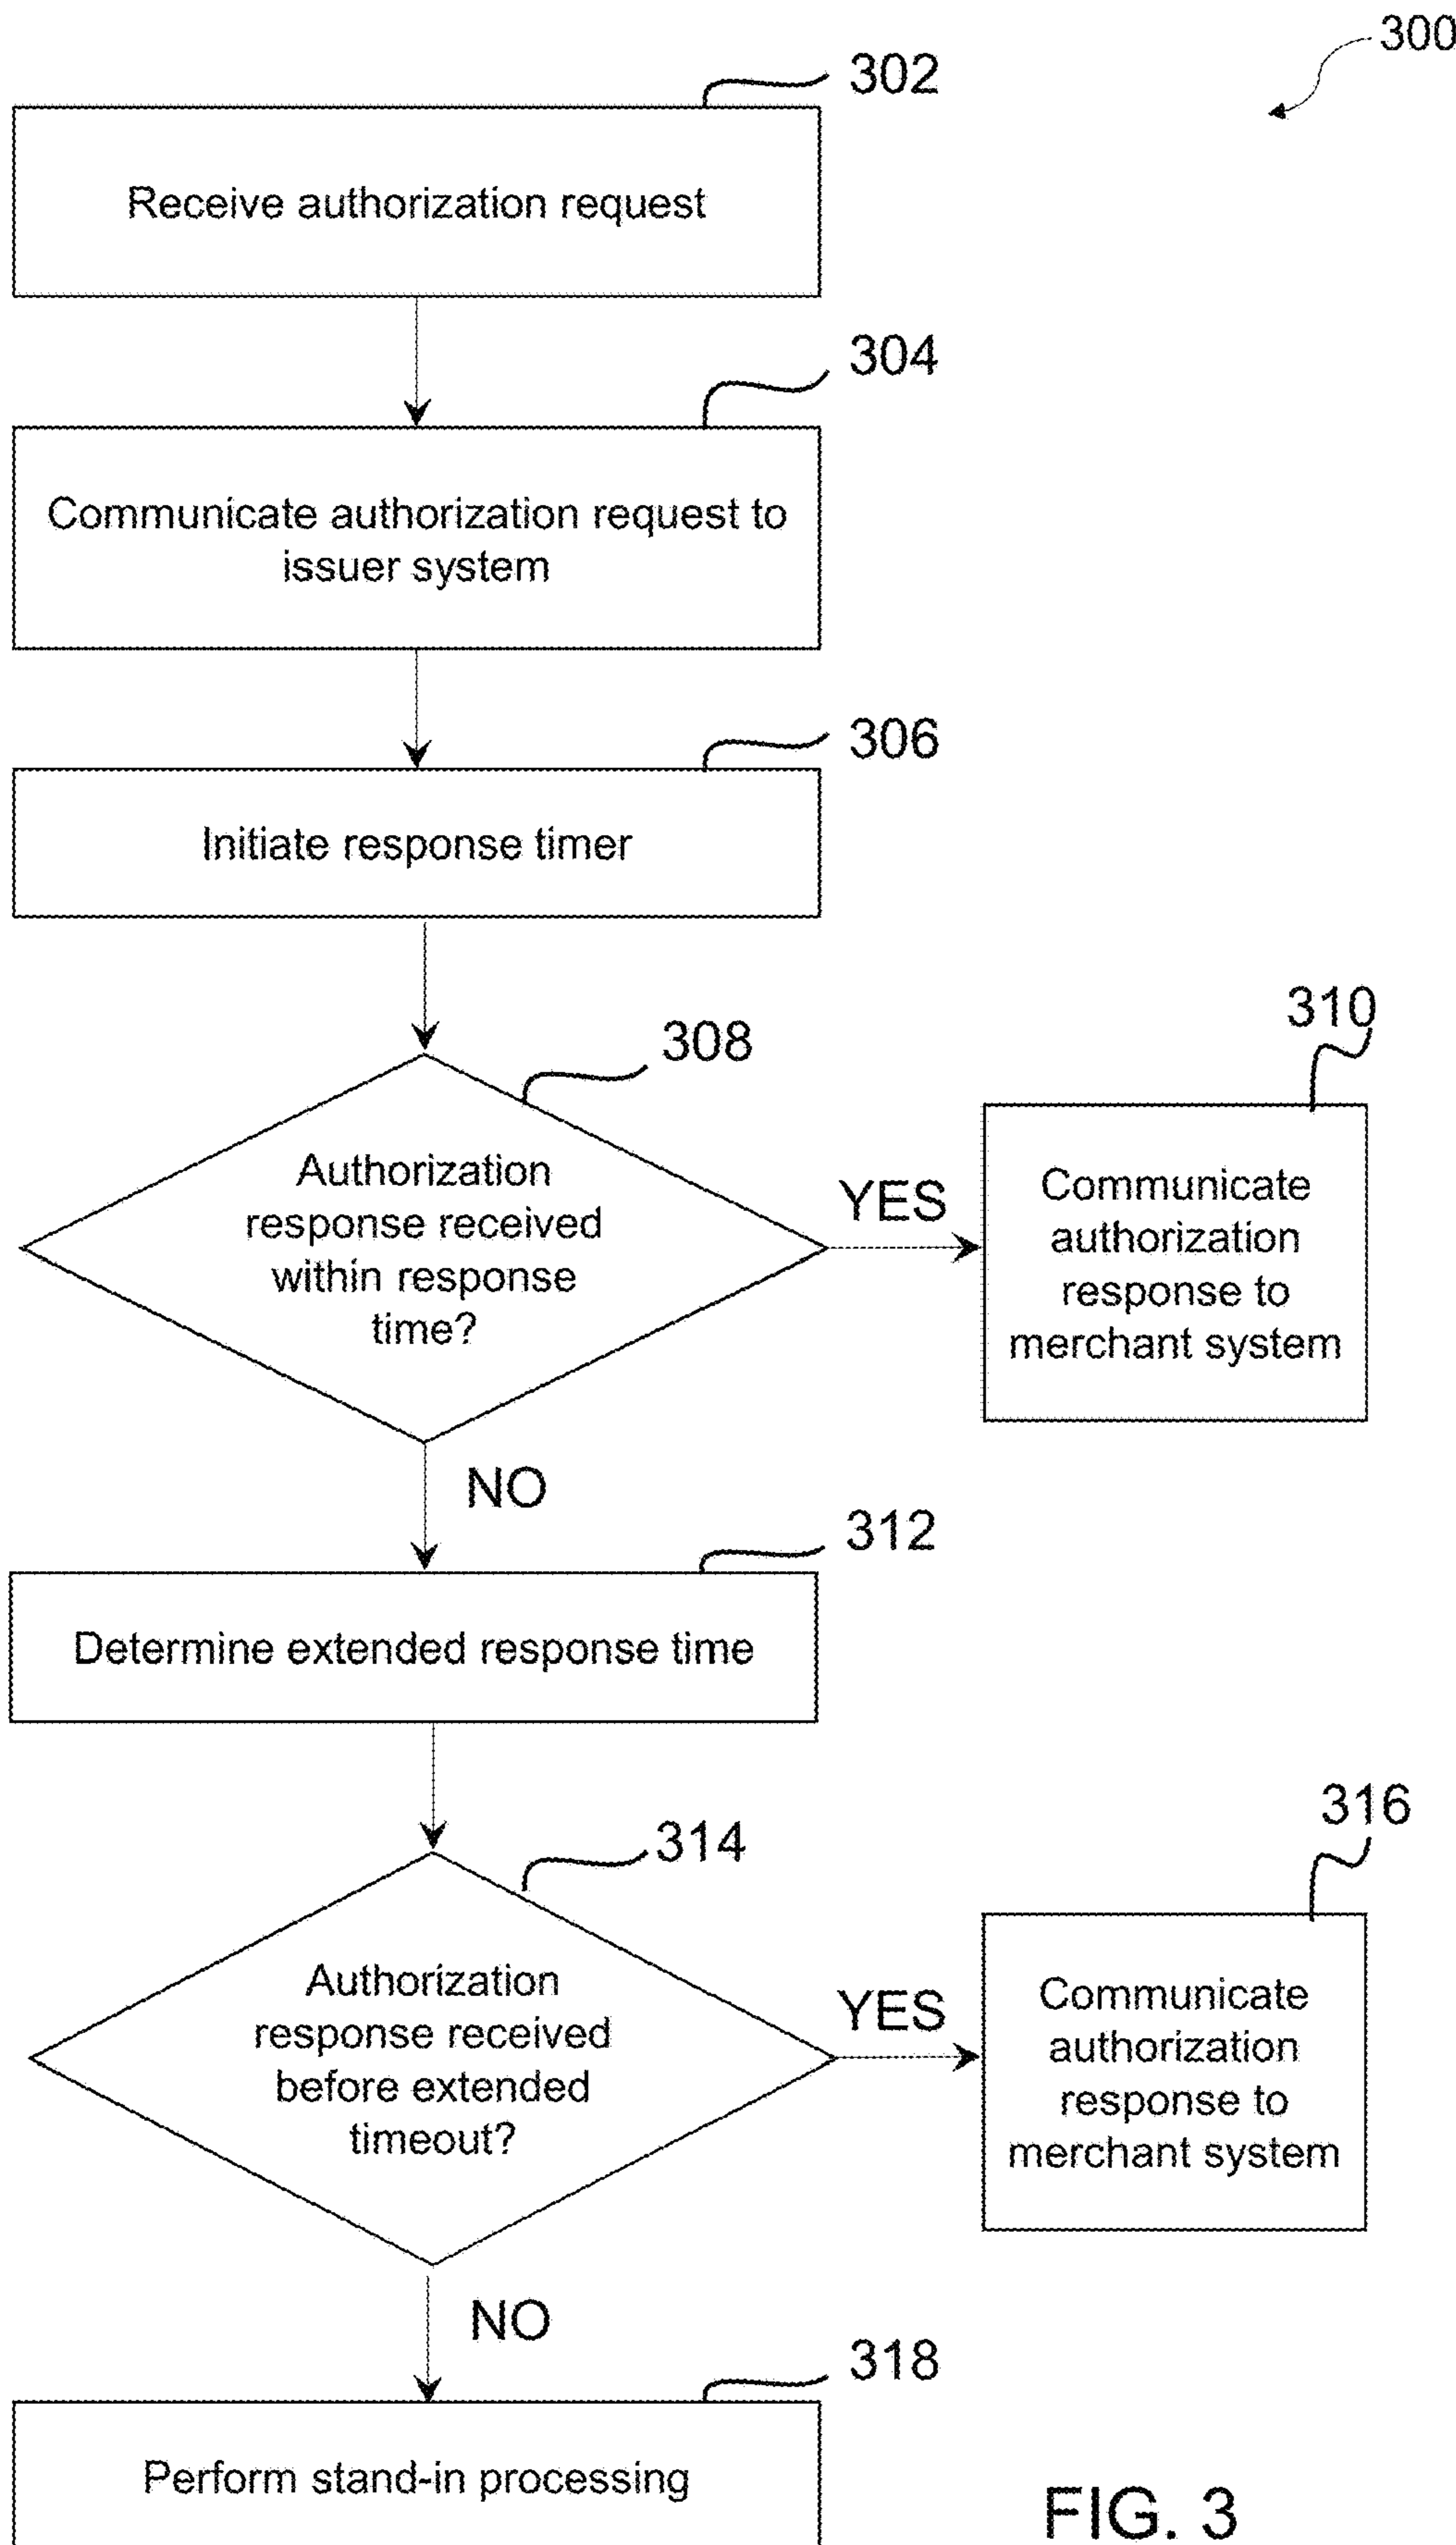 300
302
Receive authorization request
304
Communicate authorization request to
issuer system
306
Initiate response timer
308
Authorization
response received
within response
time?
YES
310
Communicate
authorization
response to
merchant system
NO
312
Determine extended response time
314
Authorization
response received
before extended
timeout?
YES
316
Communicate
authorization
response to
merchant system
NO
318
Perform stand-in processing
FIG. 3